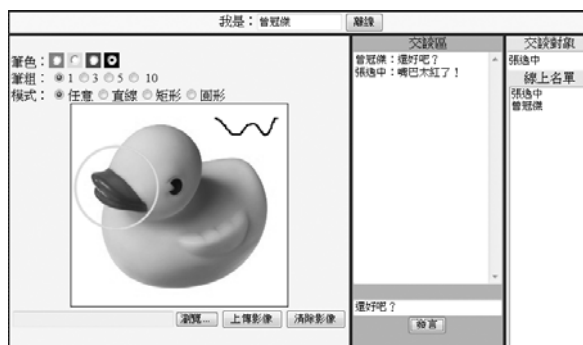 我是： 曾冠傑 離線
筆色：
筆粗： 1 3 5 10
模式： 任意 直線 矩形 圓形
瀏覽... 上傳影像 清除影像
交談區
曾冠傑：還好吧？
張逸中：嘴巴太紅了！
還好吧？
發言
交談對象
張逸中
線上名單
張逸中
曾冠傑